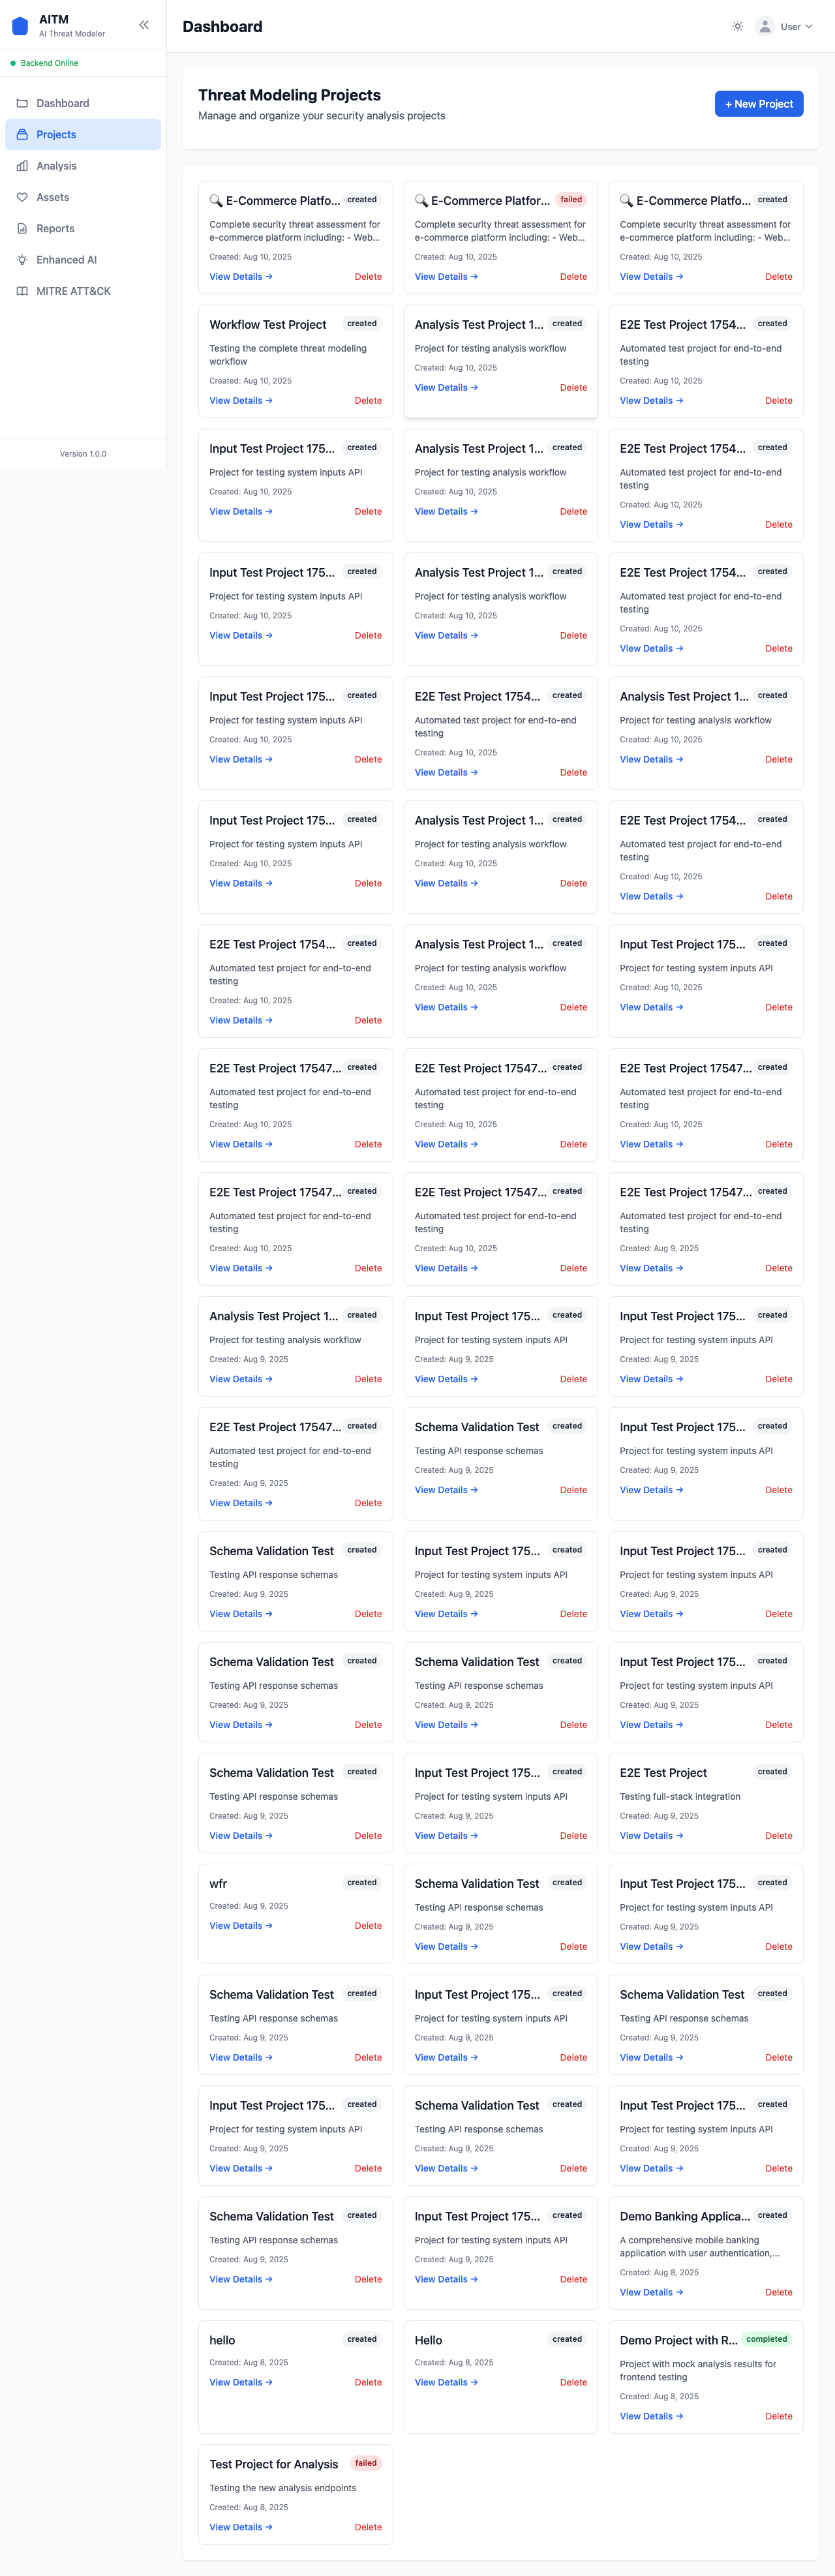 AITM
AI Threat Modeler
Backend Online
Dashboard
Projects
Analysis
Assets
Reports
Enhanced AI
MITRE ATT&CK
Version 1.0.0
Dashboard
User
Threat Modeling Projects
Manage and organize your security analysis projects
+ New Project
E-Commerce Platfo... created
Complete security threat assessment for
e-commerce platform including: - Web...
Created: Aug 10, 2025
View Details → Delete
E-Commerce Platfor... failed
Complete security threat assessment for
e-commerce platform including: - Web...
Created: Aug 10, 2025
View Details → Delete
E-Commerce Platfo... created
Complete security threat assessment for
e-commerce platform including: - Web...
Created: Aug 10, 2025
View Details → Delete
Workflow Test Project created
Testing the complete threat modeling
workflow
Created: Aug 10, 2025
View Details → Delete
Analysis Test Project 1... created
Project for testing analysis workflow
Created: Aug 10, 2025
View Details → Delete
E2E Test Project 1754... created
Automated test project for end-to-end
testing
Created: Aug 10, 2025
View Details → Delete
Input Test Project 175... created
Project for testing system inputs API
Created: Aug 10, 2025
View Details → Delete
Analysis Test Project 1... created
Project for testing analysis workflow
Created: Aug 10, 2025
View Details → Delete
E2E Test Project 1754... created
Automated test project for end-to-end
testing
Created: Aug 10, 2025
View Details → Delete
Input Test Project 175... created
Project for testing system inputs API
Created: Aug 10, 2025
View Details → Delete
Analysis Test Project 1... created
Project for testing analysis workflow
Created: Aug 10, 2025
View Details → Delete
E2E Test Project 1754... created
Automated test project for end-to-end
testing
Created: Aug 10, 2025
View Details → Delete
Input Test Project 175... created
Project for testing system inputs API
Created: Aug 10, 2025
View Details → Delete
E2E Test Project 1754... created
Automated test project for end-to-end
testing
Created: Aug 10, 2025
View Details → Delete
Analysis Test Project 1... created
Project for testing analysis workflow
Created: Aug 10, 2025
View Details → Delete
Input Test Project 175... created
Project for testing system inputs API
Created: Aug 10, 2025
View Details → Delete
Analysis Test Project 1... created
Project for testing analysis workflow
Created: Aug 10, 2025
View Details → Delete
E2E Test Project 1754... created
Automated test project for end-to-end
testing
Created: Aug 10, 2025
View Details → Delete
E2E Test Project 1754... created
Automated test project for end-to-end
testing
Created: Aug 10, 2025
View Details → Delete
Analysis Test Project 1... created
Project for testing analysis workflow
Created: Aug 10, 2025
View Details → Delete
Input Test Project 175... created
Project for testing system inputs API
Created: Aug 10, 2025
View Details → Delete
E2E Test Project 17547... created
Automated test project for end-to-end
testing
Created: Aug 10, 2025
View Details → Delete
E2E Test Project 17547... created
Automated test project for end-to-end
testing
Created: Aug 10, 2025
View Details → Delete
E2E Test Project 17547... created
Automated test project for end-to-end
testing
Created: Aug 10, 2025
View Details → Delete
E2E Test Project 17547... created
Automated test project for end-to-end
testing
Created: Aug 10, 2025
View Details → Delete
E2E Test Project 17547... created
Automated test project for end-to-end
testing
Created: Aug 10, 2025
View Details → Delete
E2E Test Project 17547... created
Automated test project for end-to-end
testing
Created: Aug 9, 2025
View Details → Delete
Analysis Test Project 1... created
Project for testing analysis workflow
Created: Aug 9, 2025
View Details → Delete
Input Test Project 175... created
Project for testing system inputs API
Created: Aug 9, 2025
View Details → Delete
Input Test Project 175... created
Project for testing system inputs API
Created: Aug 9, 2025
View Details → Delete
E2E Test Project 17547... created
Automated test project for end-to-end
testing
Created: Aug 9, 2025
View Details → Delete
Schema Validation Test created
Testing API response schemas
Created: Aug 9, 2025
View Details → Delete
Input Test Project 175... created
Project for testing system inputs API
Created: Aug 9, 2025
View Details → Delete
Schema Validation Test created
Testing API response schemas
Created: Aug 9, 2025
View Details → Delete
Input Test Project 175... created
Project for testing system inputs API
Created: Aug 9, 2025
View Details → Delete
Input Test Project 175... created
Project for testing system inputs API
Created: Aug 9, 2025
View Details → Delete
Schema Validation Test created
Testing API response schemas
Created: Aug 9, 2025
View Details → Delete
Schema Validation Test created
Testing API response schemas
Created: Aug 9, 2025
View Details → Delete
Input Test Project 175... created
Project for testing system inputs API
Created: Aug 9, 2025
View Details → Delete
Schema Validation Test created
Testing API response schemas
Created: Aug 9, 2025
View Details → Delete
Input Test Project 175... created
Project for testing system inputs API
Created: Aug 9, 2025
View Details → Delete
E2E Test Project created
Testing full-stack integration
Created: Aug 9, 2025
View Details → Delete
wfr created
Created: Aug 9, 2025
View Details → Delete
Schema Validation Test created
Testing API response schemas
Created: Aug 9, 2025
View Details → Delete
Input Test Project 175... created
Project for testing system inputs API
Created: Aug 9, 2025
View Details → Delete
Schema Validation Test created
Testing API response schemas
Created: Aug 9, 2025
View Details → Delete
Input Test Project 175... created
Project for testing system inputs API
Created: Aug 9, 2025
View Details → Delete
Schema Validation Test created
Testing API response schemas
Created: Aug 9, 2025
View Details → Delete
Input Test Project 175... created
Project for testing system inputs API
Created: Aug 9, 2025
View Details → Delete
Schema Validation Test created
Testing API response schemas
Created: Aug 9, 2025
View Details → Delete
Input Test Project 175... created
Project for testing system inputs API
Created: Aug 9, 2025
View Details → Delete
Schema Validation Test created
Testing API response schemas
Created: Aug 9, 2025
View Details → Delete
Input Test Project 175... created
Project for testing system inputs API
Created: Aug 9, 2025
View Details → Delete
Demo Banking Applica... created
A comprehensive mobile banking
application with user authentication,...
Created: Aug 8, 2025
View Details → Delete
hello created
Created: Aug 8, 2025
View Details → Delete
Hello created
Created: Aug 8, 2025
View Details → Delete
Demo Project with R... completed
Project with mock analysis results for
frontend testing
Created: Aug 8, 2025
View Details → Delete
Test Project for Analysis failed
Testing the new analysis endpoints
Created: Aug 8, 2025
View Details → Delete